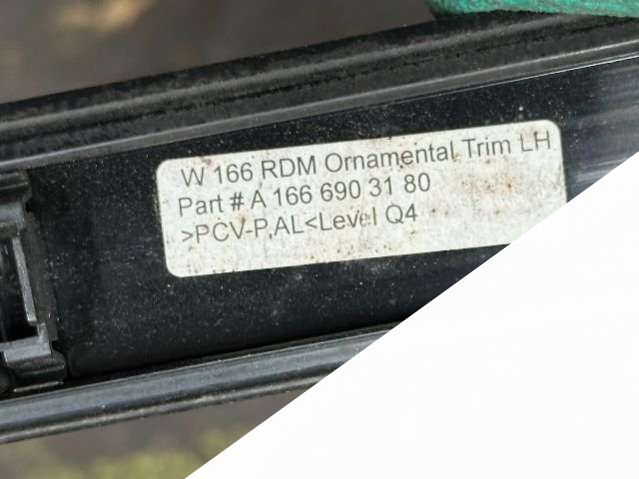 W 166 RDM Ornamental Trim LH
Part # A 166 690 31 80
>PCV-P,AL<Level Q4